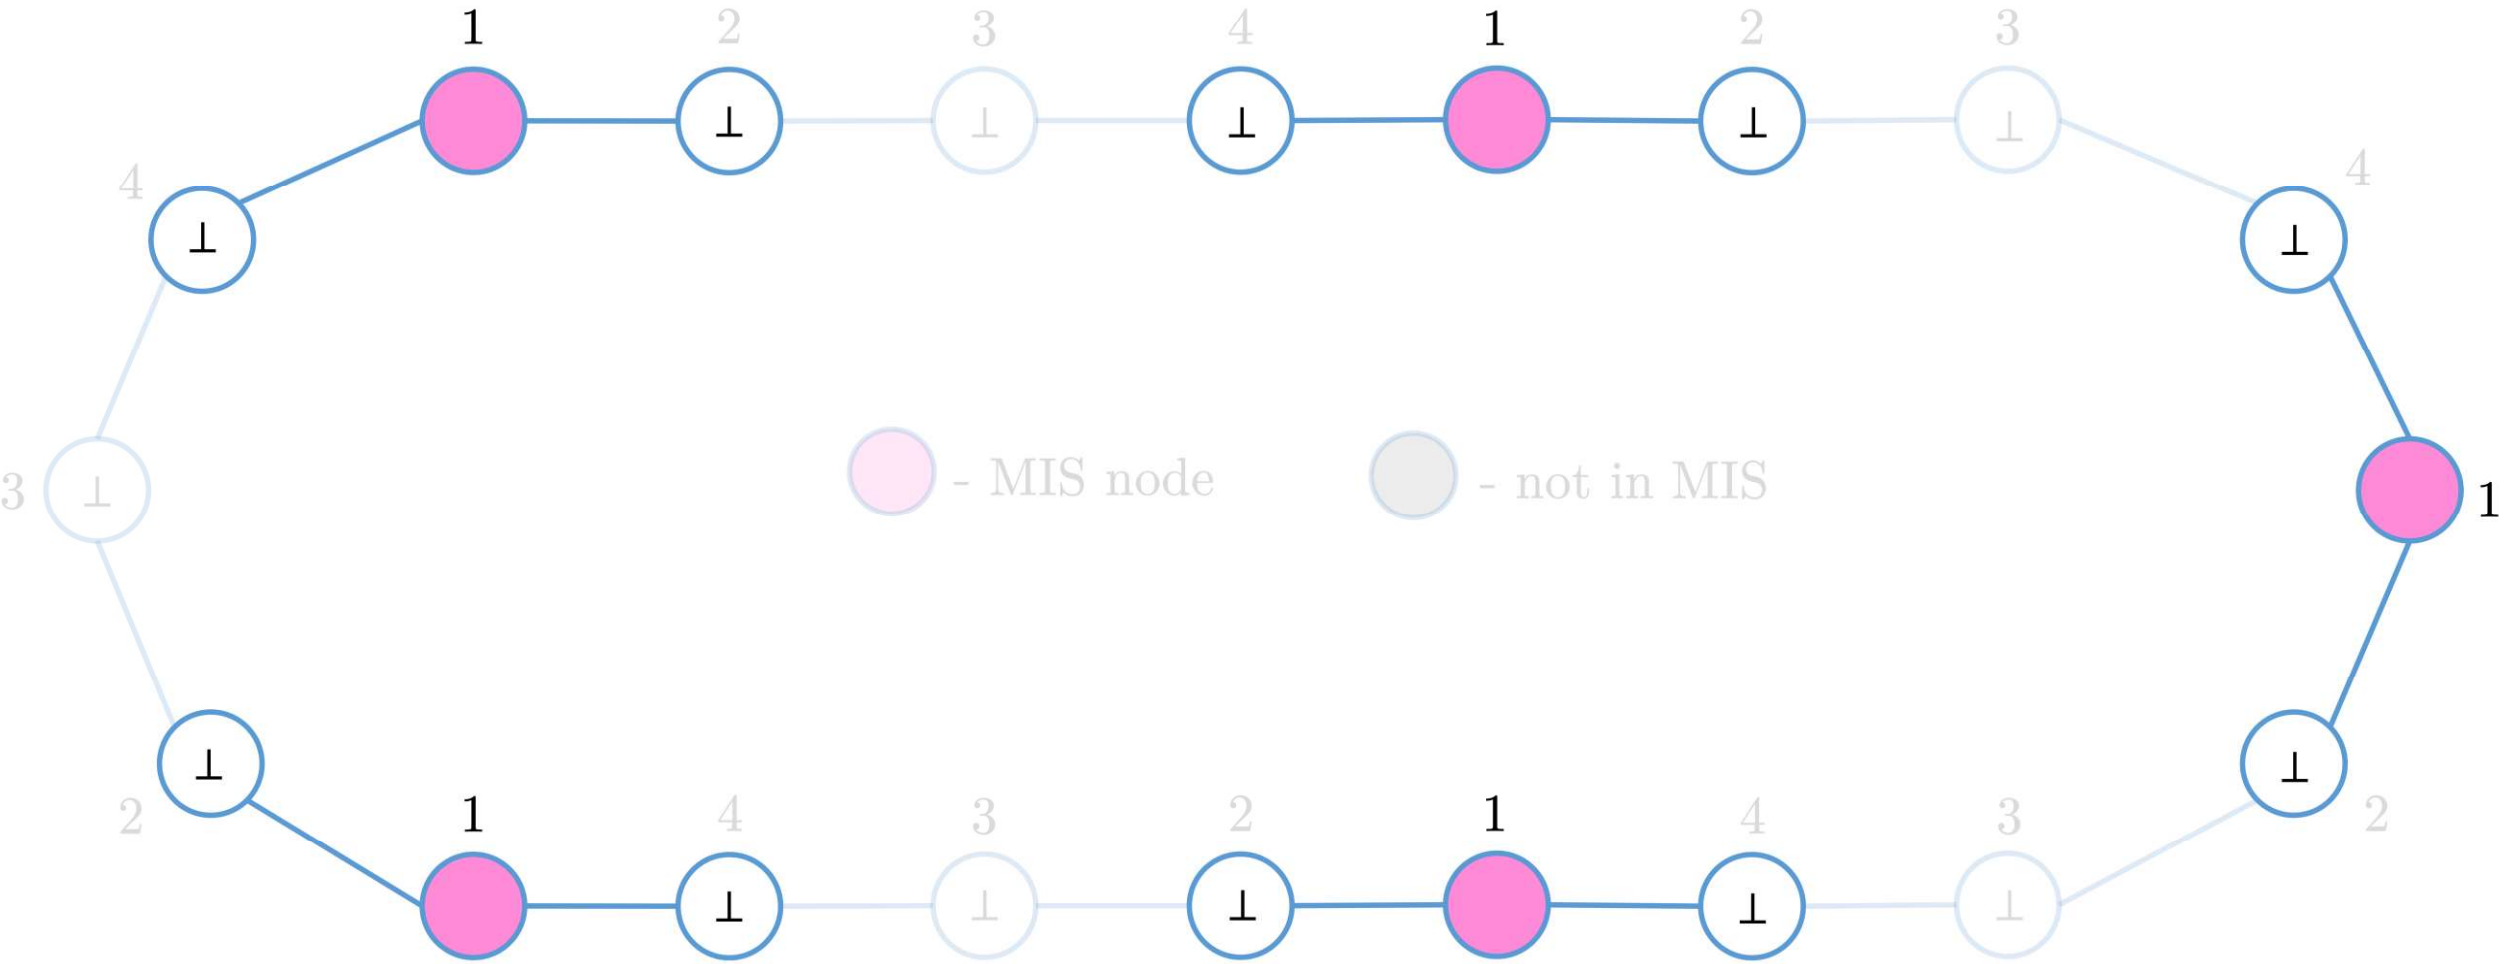 1 2 3 4 1 2 3
⊥ ⊥ ⊥ ⊥ ⊥
4 4
⊥ ⊥
- MIS node - not in MIS
3 ⊥ 1
⊥ ⊥
2 1 4 3 2 1 4 3 2
⊥ ⊥ ⊥ ⊥ ⊥